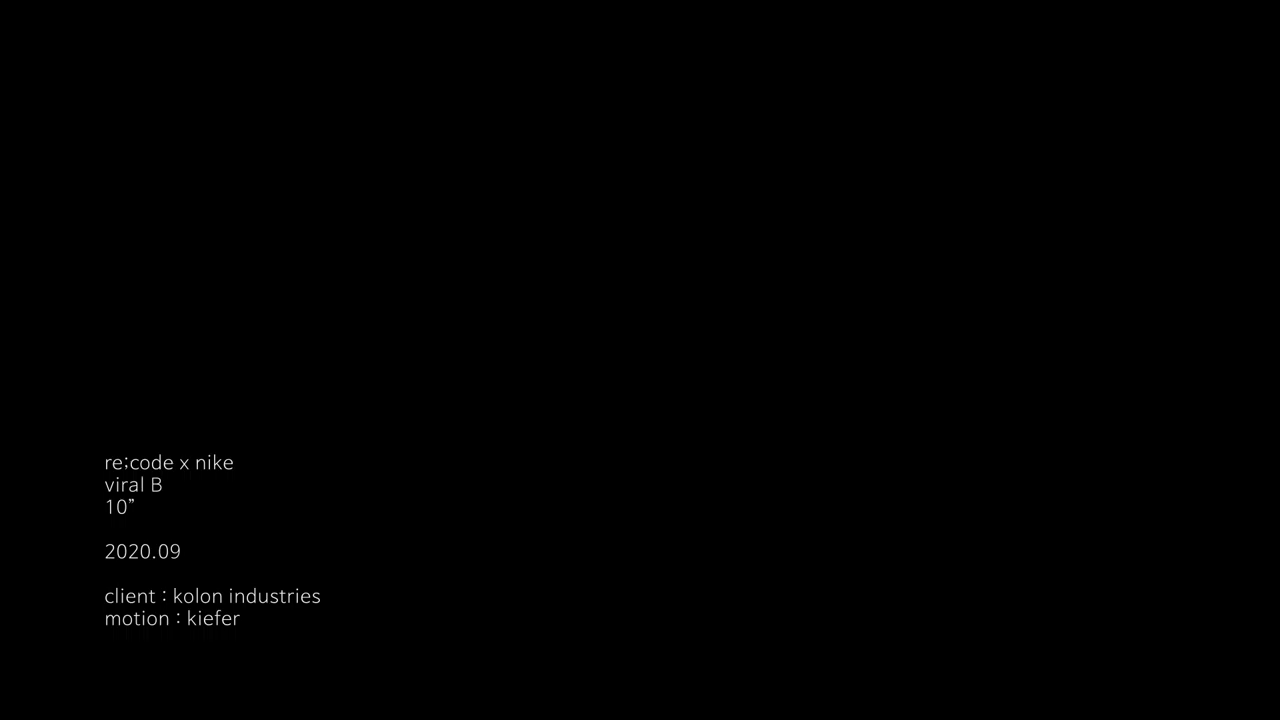 re;code x nike
viral B
10”
2020.09
client : kolon industries
motion : kiefer